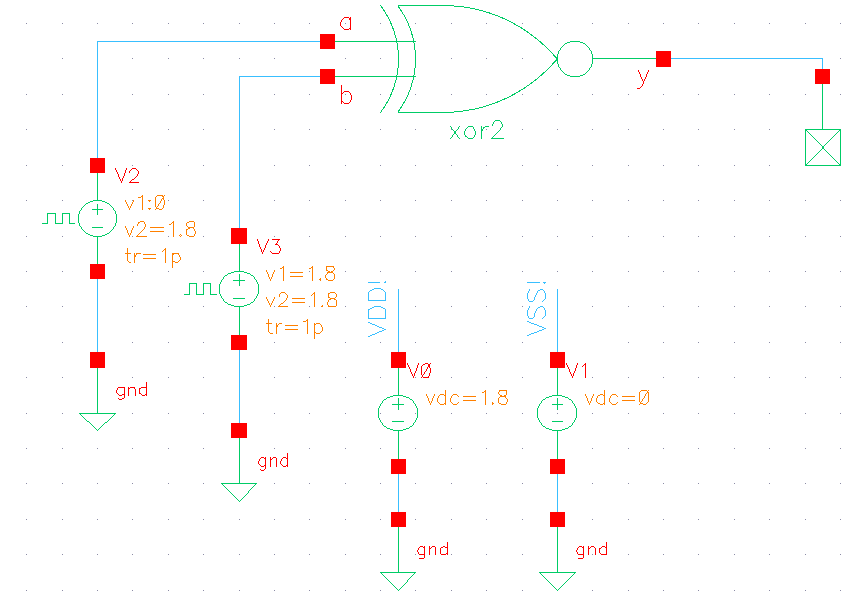 a
b
y
xor2
V2
v1:0
v2=1.8
tr=1p
V3
v1=1.8
v2=1.8
tr=1p
gnd
gnd
VDD!
V0
vdc=1.8
gnd
VSS!
V1
vdc=0
gnd